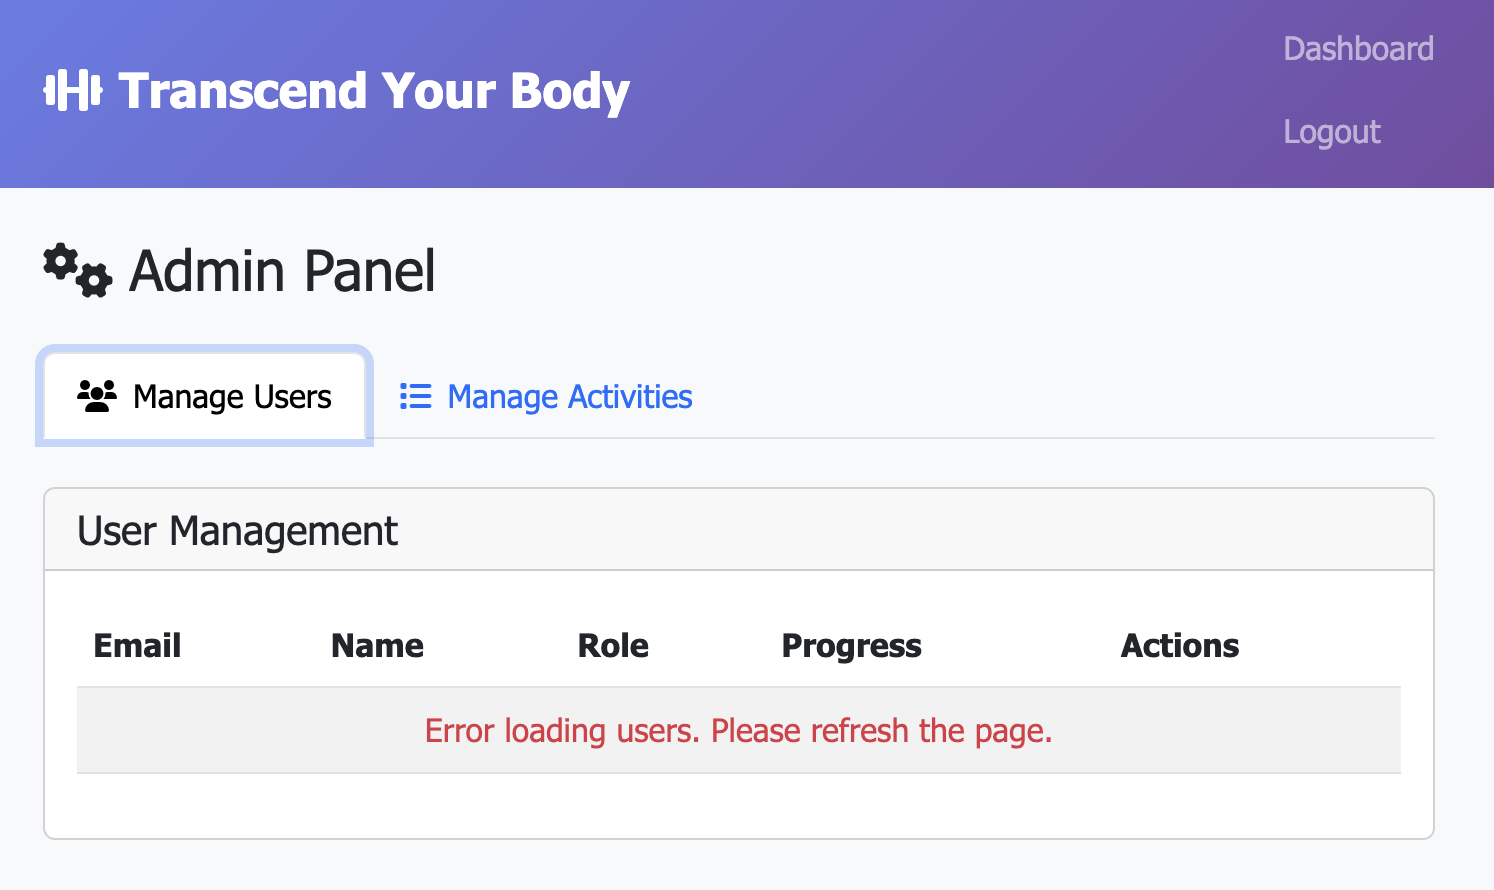 Transcend Your Body
Dashboard
Logout
Admin Panel
Manage Users
Manage Activities
User Management
Email Name Role Progress Actions
Error loading users. Please refresh the page.